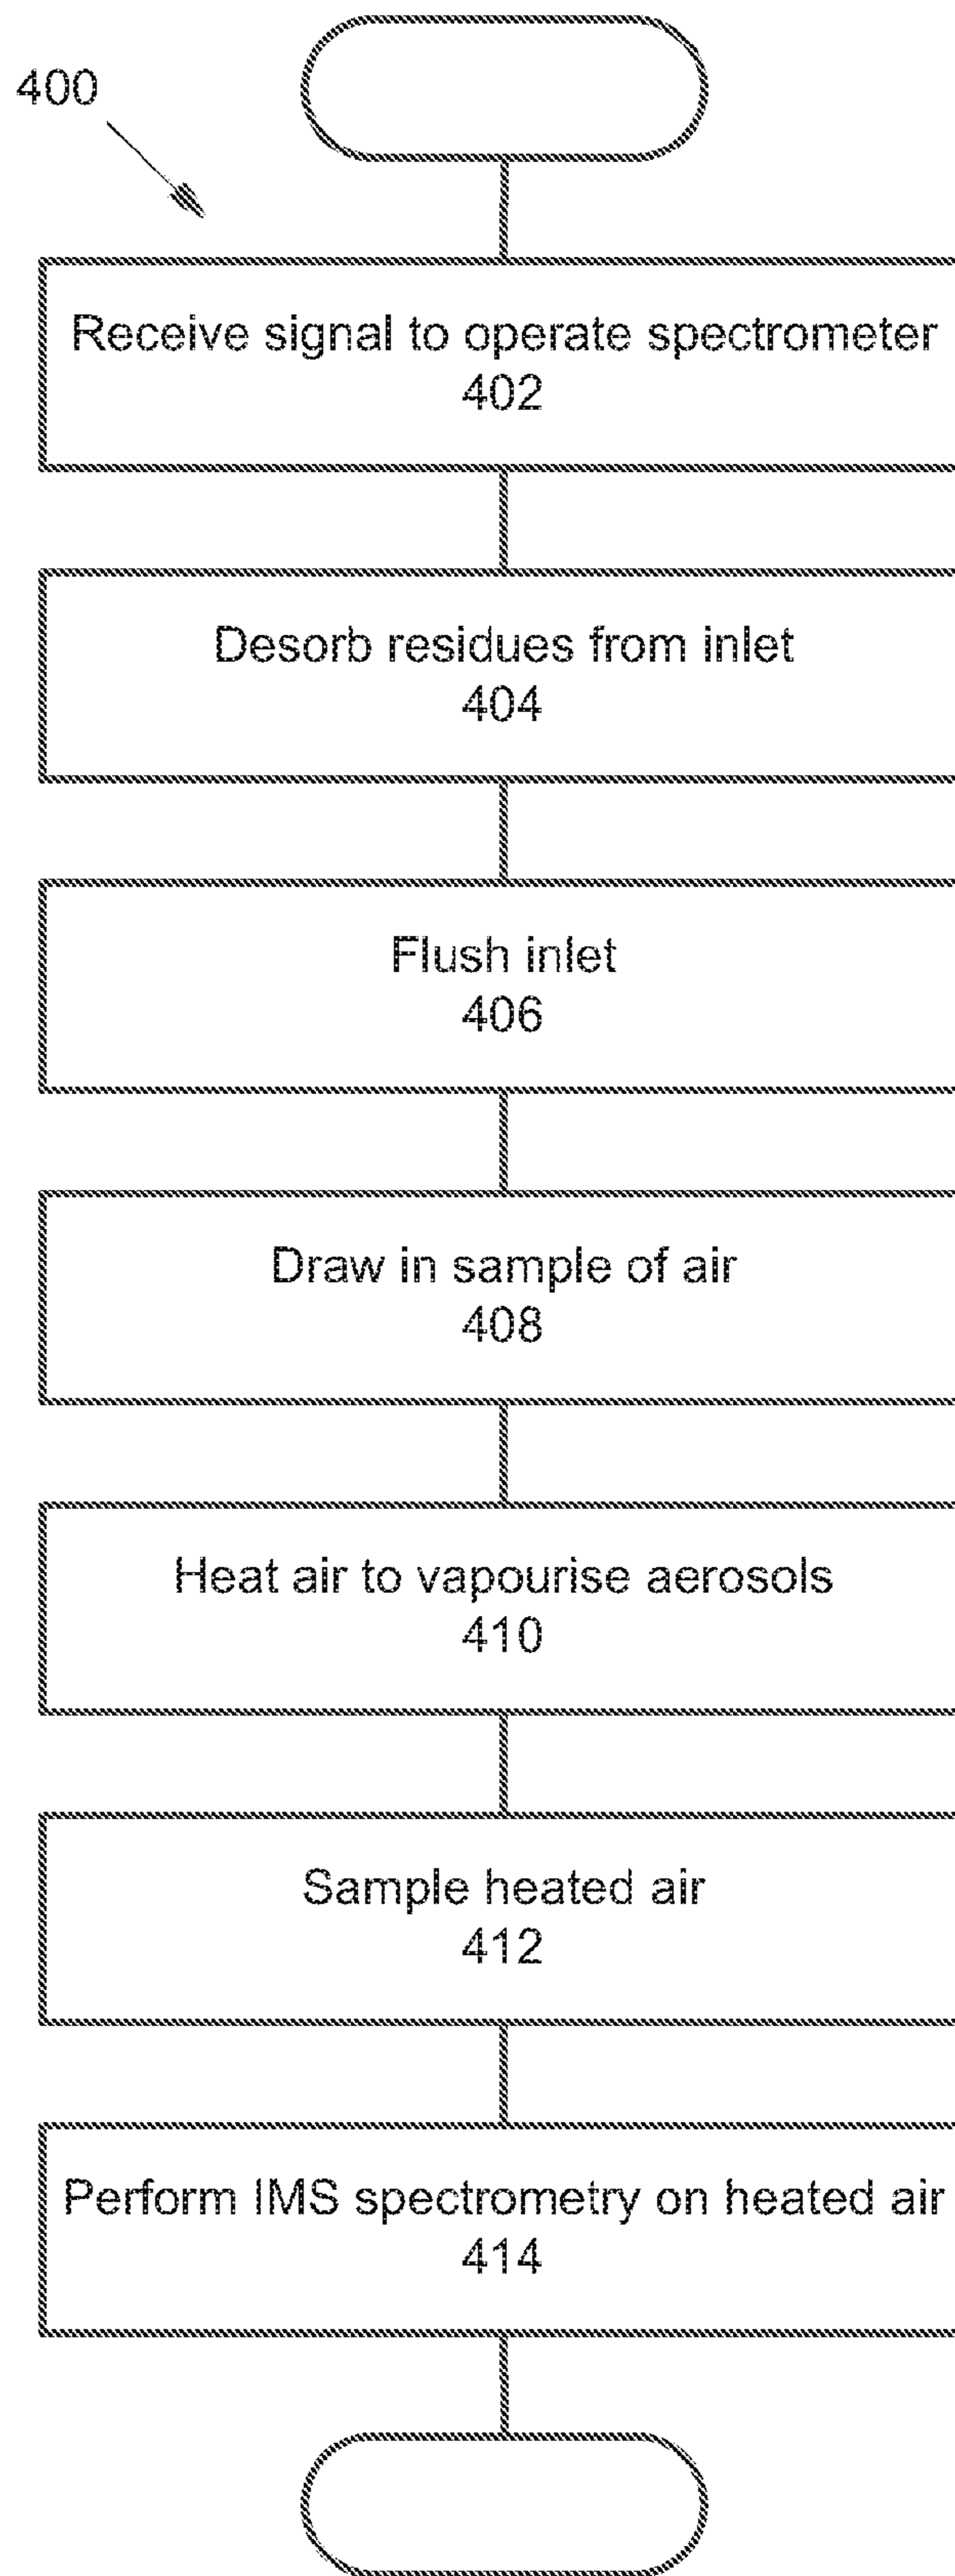 400
Receive signal to operate spectrometer
402
Desorb residues from inlet
404
Flush inlet
406
Draw in sample of air
408
Heat air to vapourise aerosols
410
Sample heated air
412
Perform IMS spectrometry on heated air
414